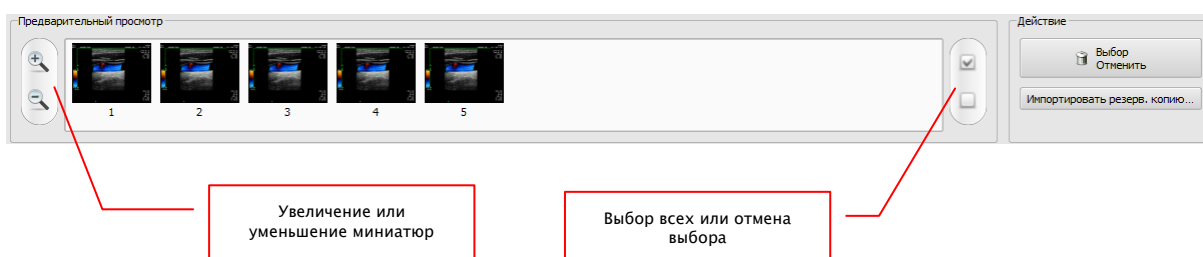 Предварительный просмотр
1
2
3
4
5
Действие
Выбор
Отменить
Импортировать резерв. копию...
Увеличение или
уменьшение миниатюр
Выбор всех или отмена
выбора